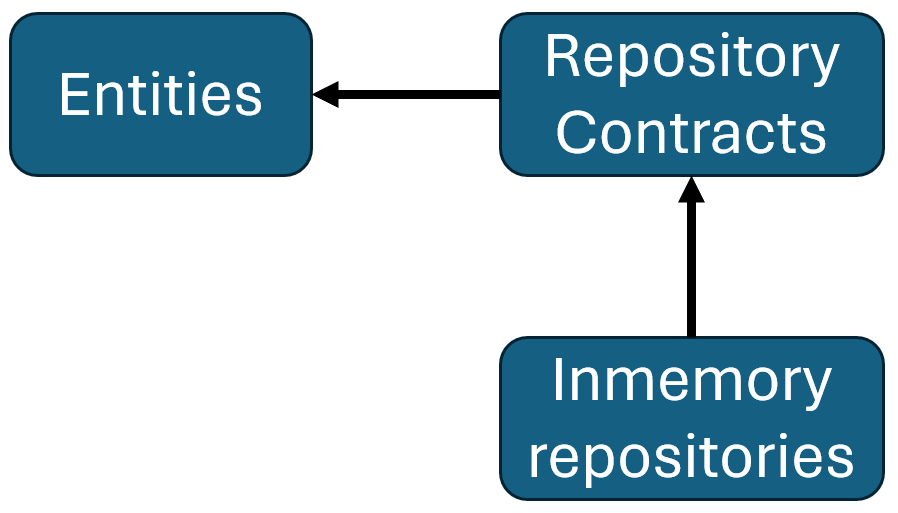 Entities
Repository
Contracts
Inmemory
repositories